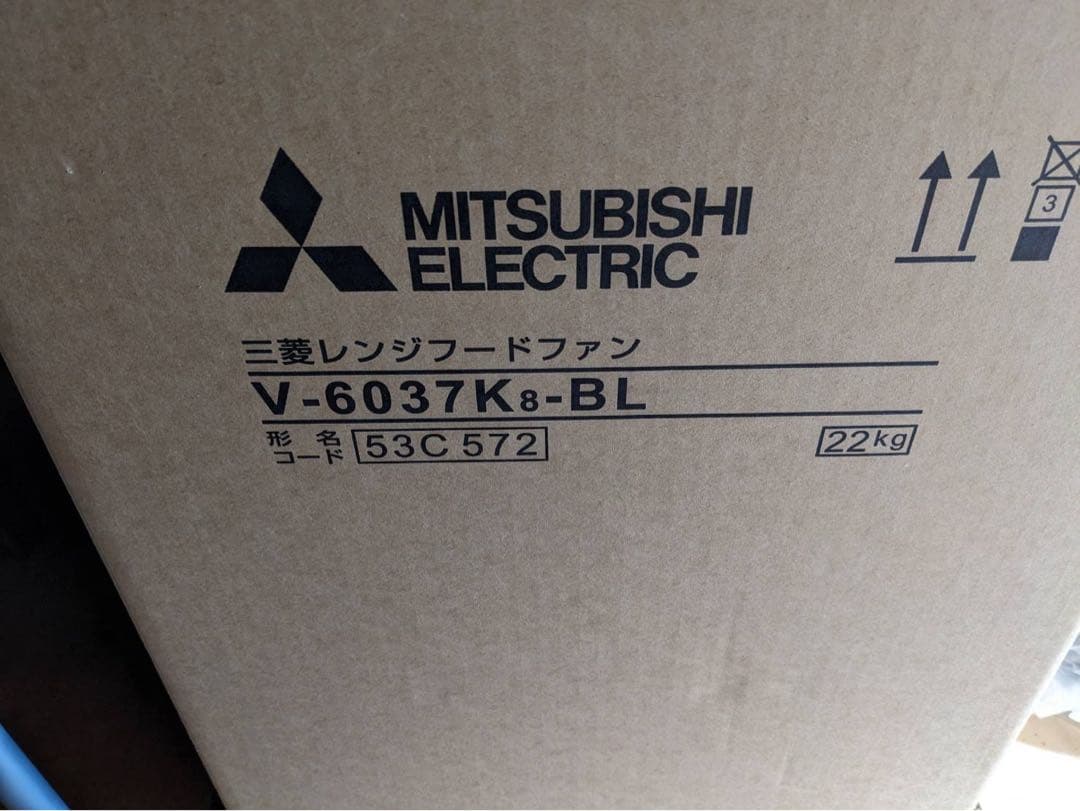 MITSUBISHI
ELECTRIC
3
三菱レンジフードファン
V-6037K8-BL
形名
コード 53C 572 22kg